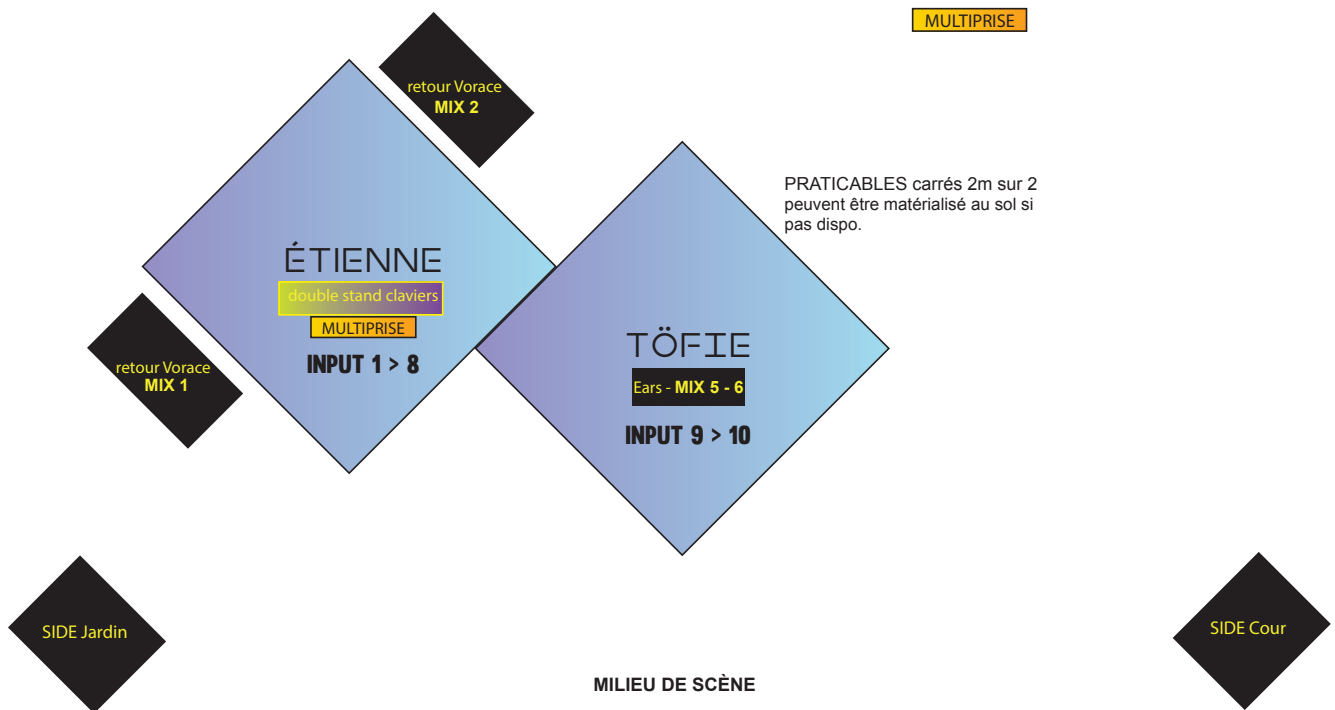 MULTIPRISE
retour Vorace
MIX 2
PRATICABLES carrés 2m sur 2
peuvent être matérialisé au sol si
pas dispo.
ÉTIENNE
double stand claviers
MULTIPRISE
INPUT 1 > 8
retour Vorace
MIX 1
TÖFIE
Ears - MIX 5 - 6
INPUT 9 > 10
SIDE Jardin
SIDE Cour
MILIEU DE SCÈNE